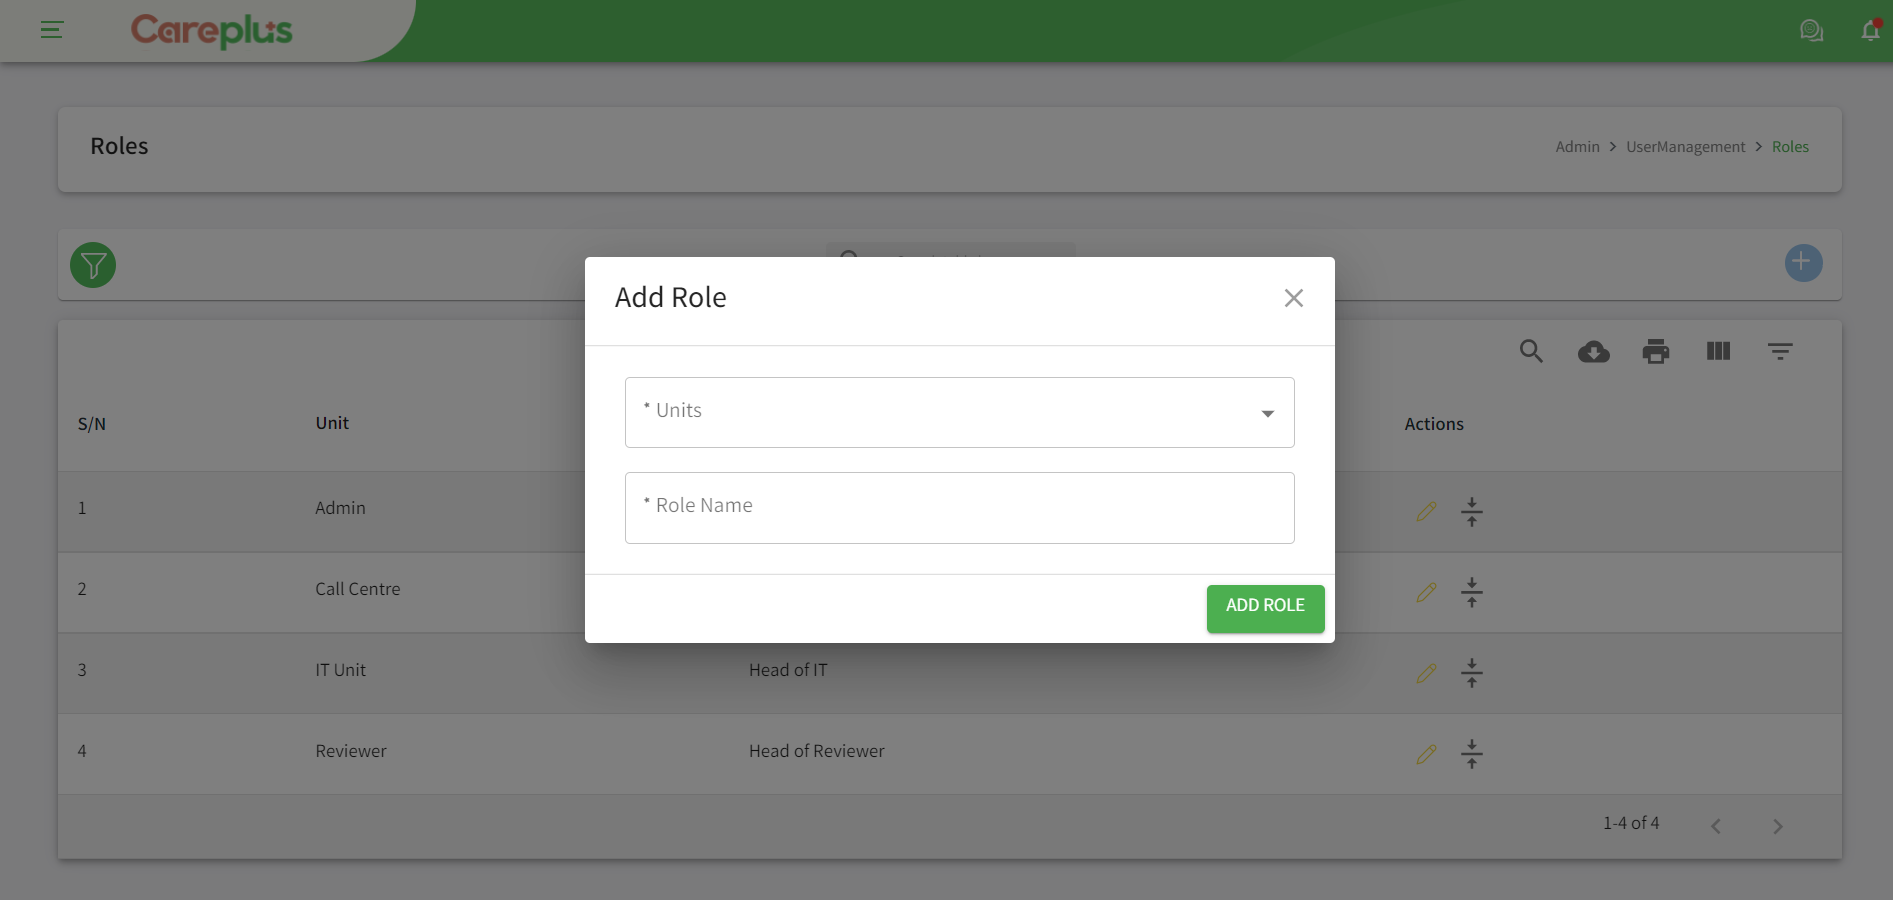 Careplus
Roles
Admin > UserManagement > Roles
Add Role
* Units
* Role Name
ADD ROLE
S/N Unit Actions
1 Admin
2 Call Centre
3 IT Unit Head of IT
4 Reviewer Head of Reviewer
1-4 of 4